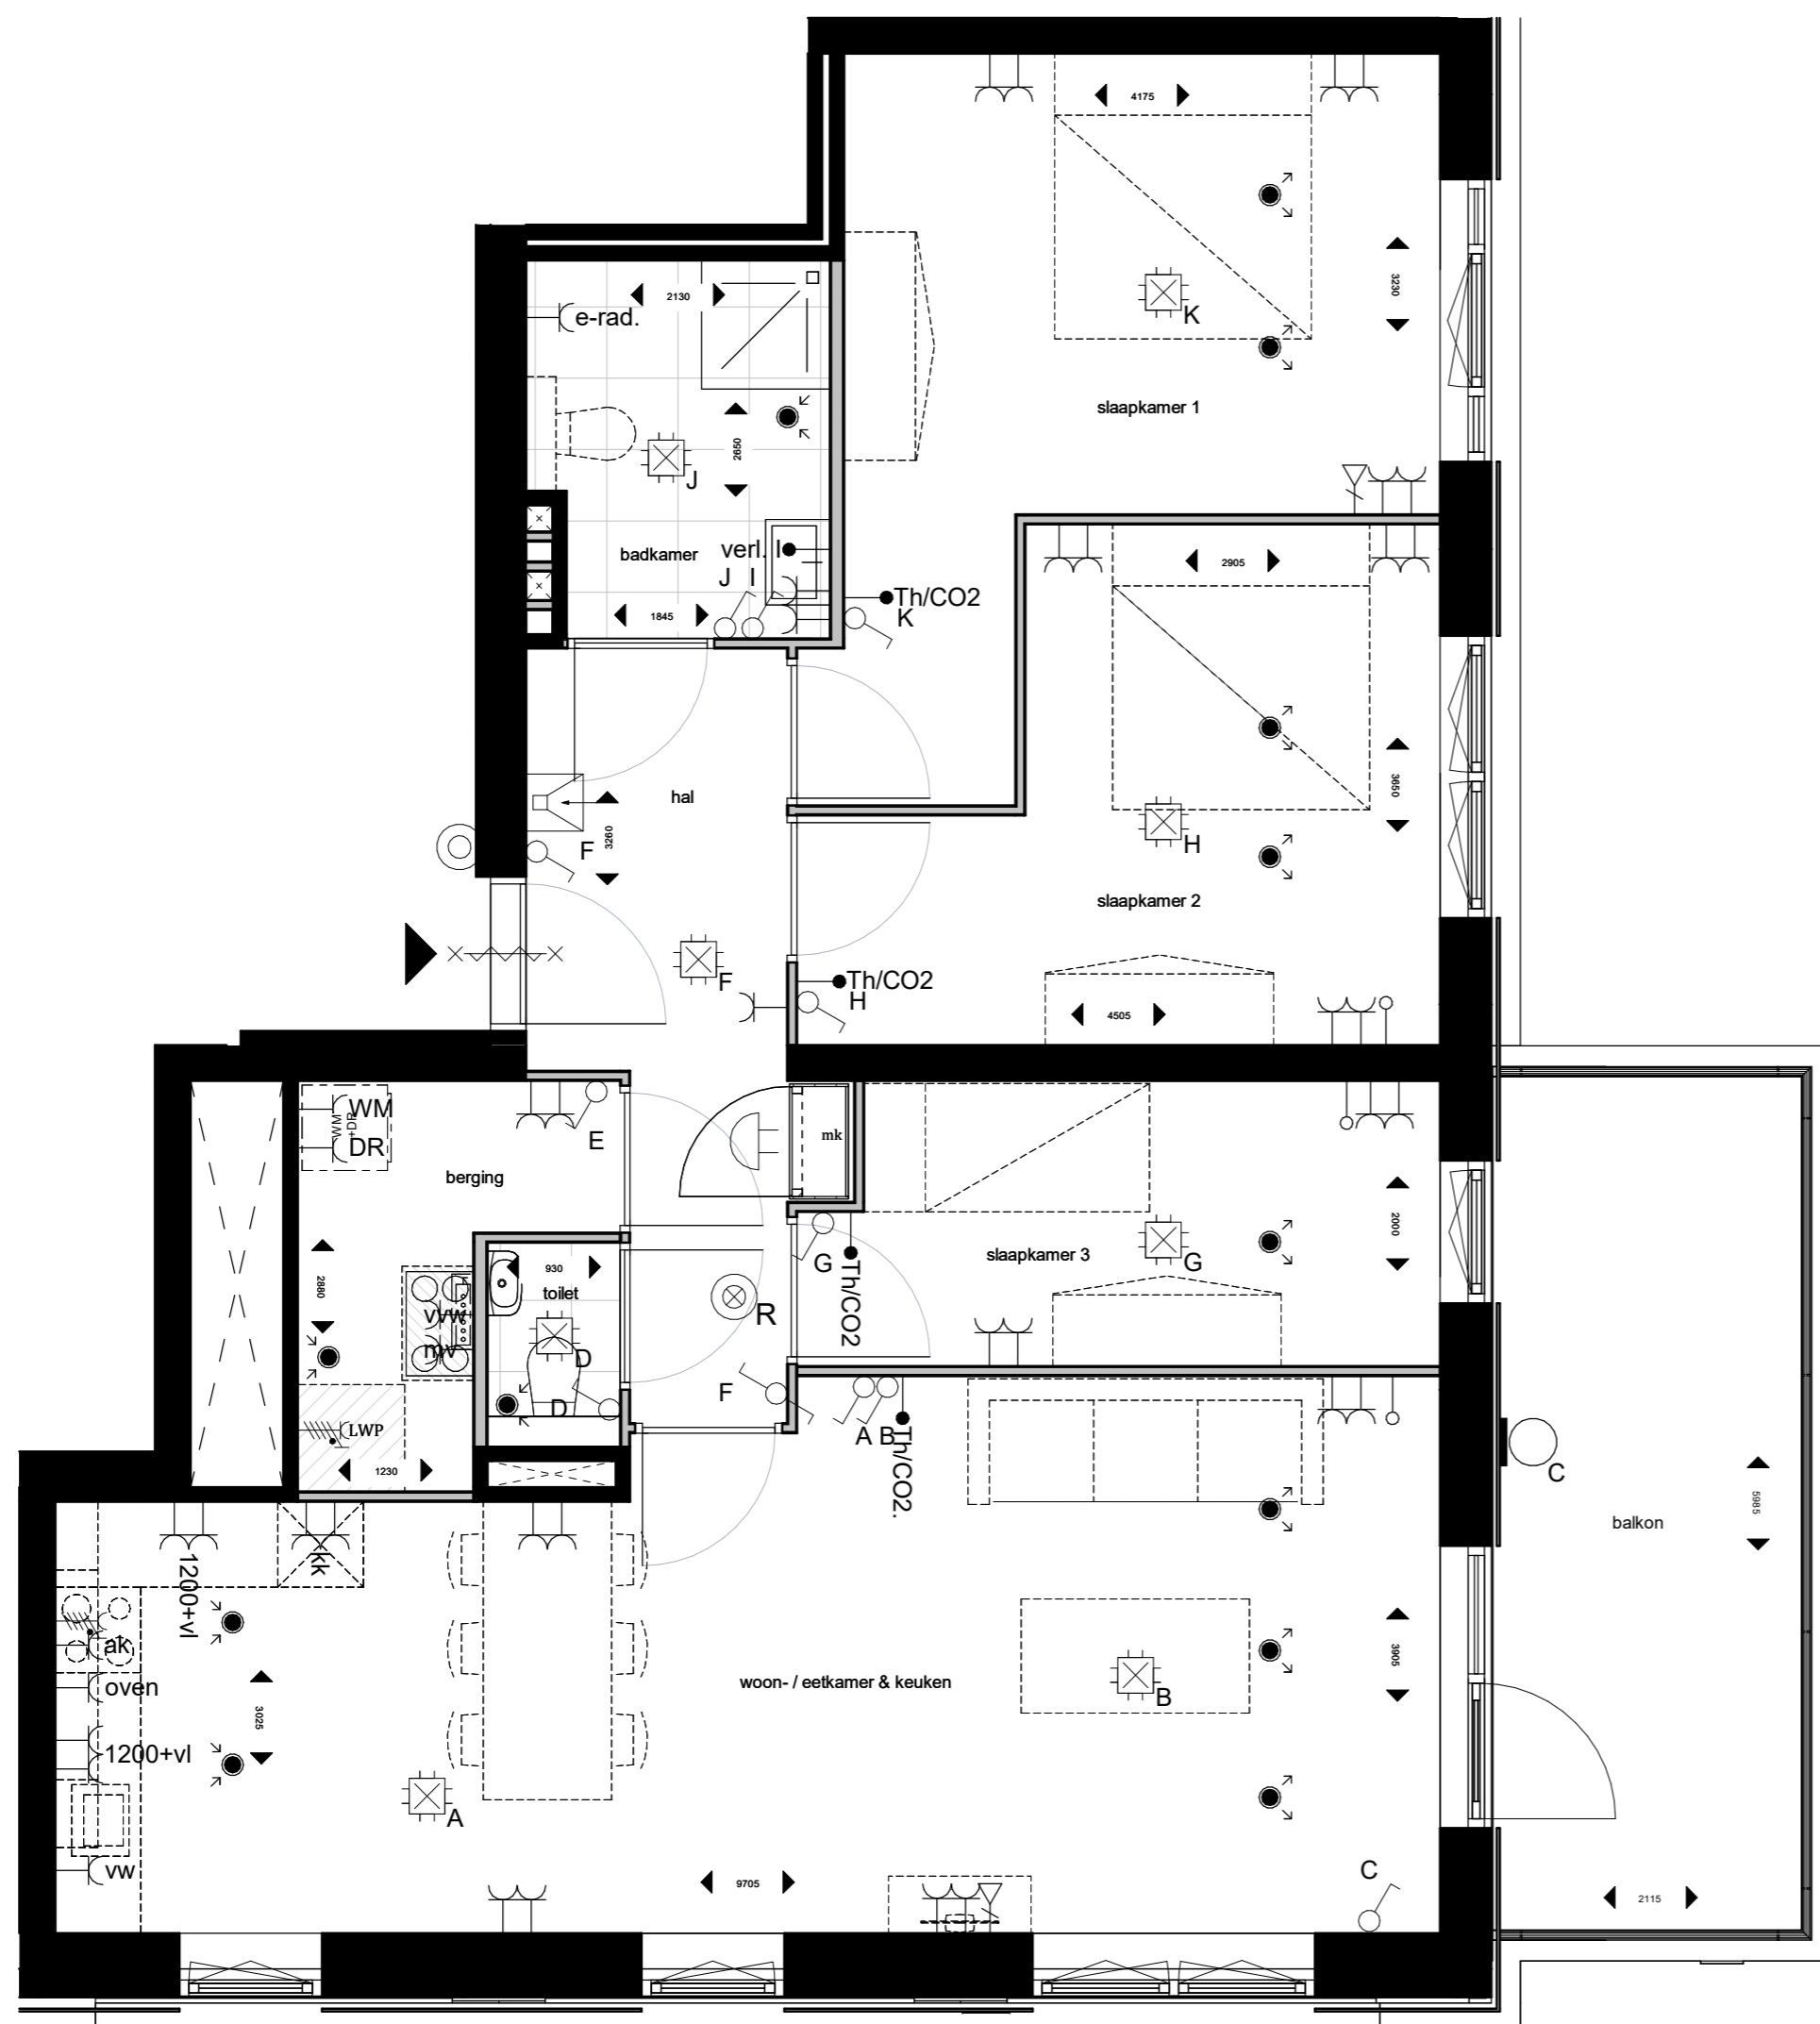 4175
2130
e-rad.
3230
K
slaapkamer 1
2650
J
badkamer
verl. I
J I
2905
Th/CO2
K
1845
hal
3650
3260
F
H
slaapkamer 2
F
Th/CO2
H
4505
WM
WM
+DR
DR
E
mk
berging
2000
G
slaapkamer 3
G
Th/CO2
930
toilet
2880
vvw
mv
R
D
D
F
A B
Th/CO2.
LWP
1230
C
5985
balkon
kk
1200+vl
ak
oven
3905
woon- / eetkamer & keuken
B
3025
1200+vl
A
vw
C
9705
2115